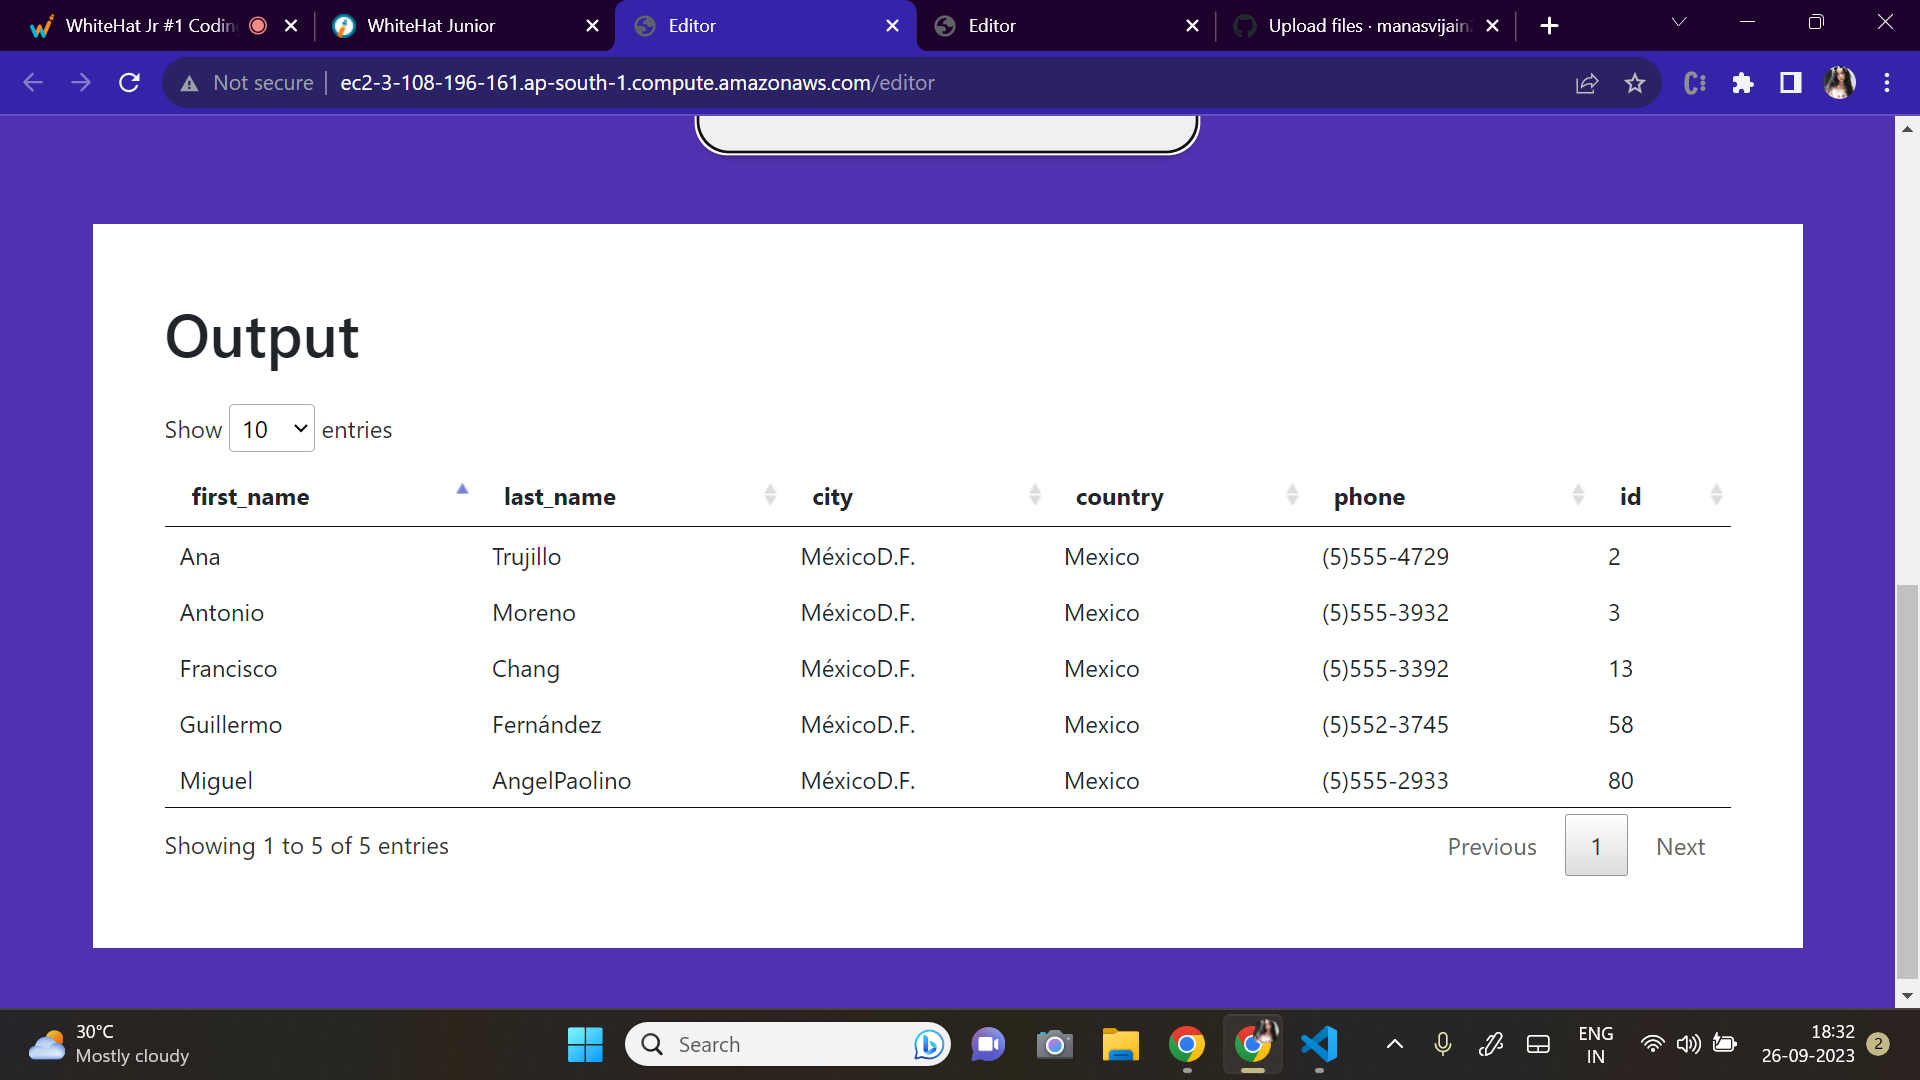 WhiteHat Jr #1 Codin
WhiteHat Junior
Editor
Editor
Upload files · manasvijain
Not secure
ec2-3-108-196-161.ap-south-1.compute.amazonaws.com/editor
Output
Show 10 entries
first_name last_name city country phone id
Ana Trujillo MéxicoD.F. Mexico (5)555-4729 2
Antonio Moreno MéxicoD.F. Mexico (5)555-3932 3
Francisco Chang MéxicoD.F. Mexico (5)555-3392 13
Guillermo Fernández MéxicoD.F. Mexico (5)552-3745 58
Miguel AngelPaolino MéxicoD.F. Mexico (5)555-2933 80
Showing 1 to 5 of 5 entries
Previous 1 Next
30°C
Mostly cloudy
Search
ENG
IN
18:32
26-09-2023
2